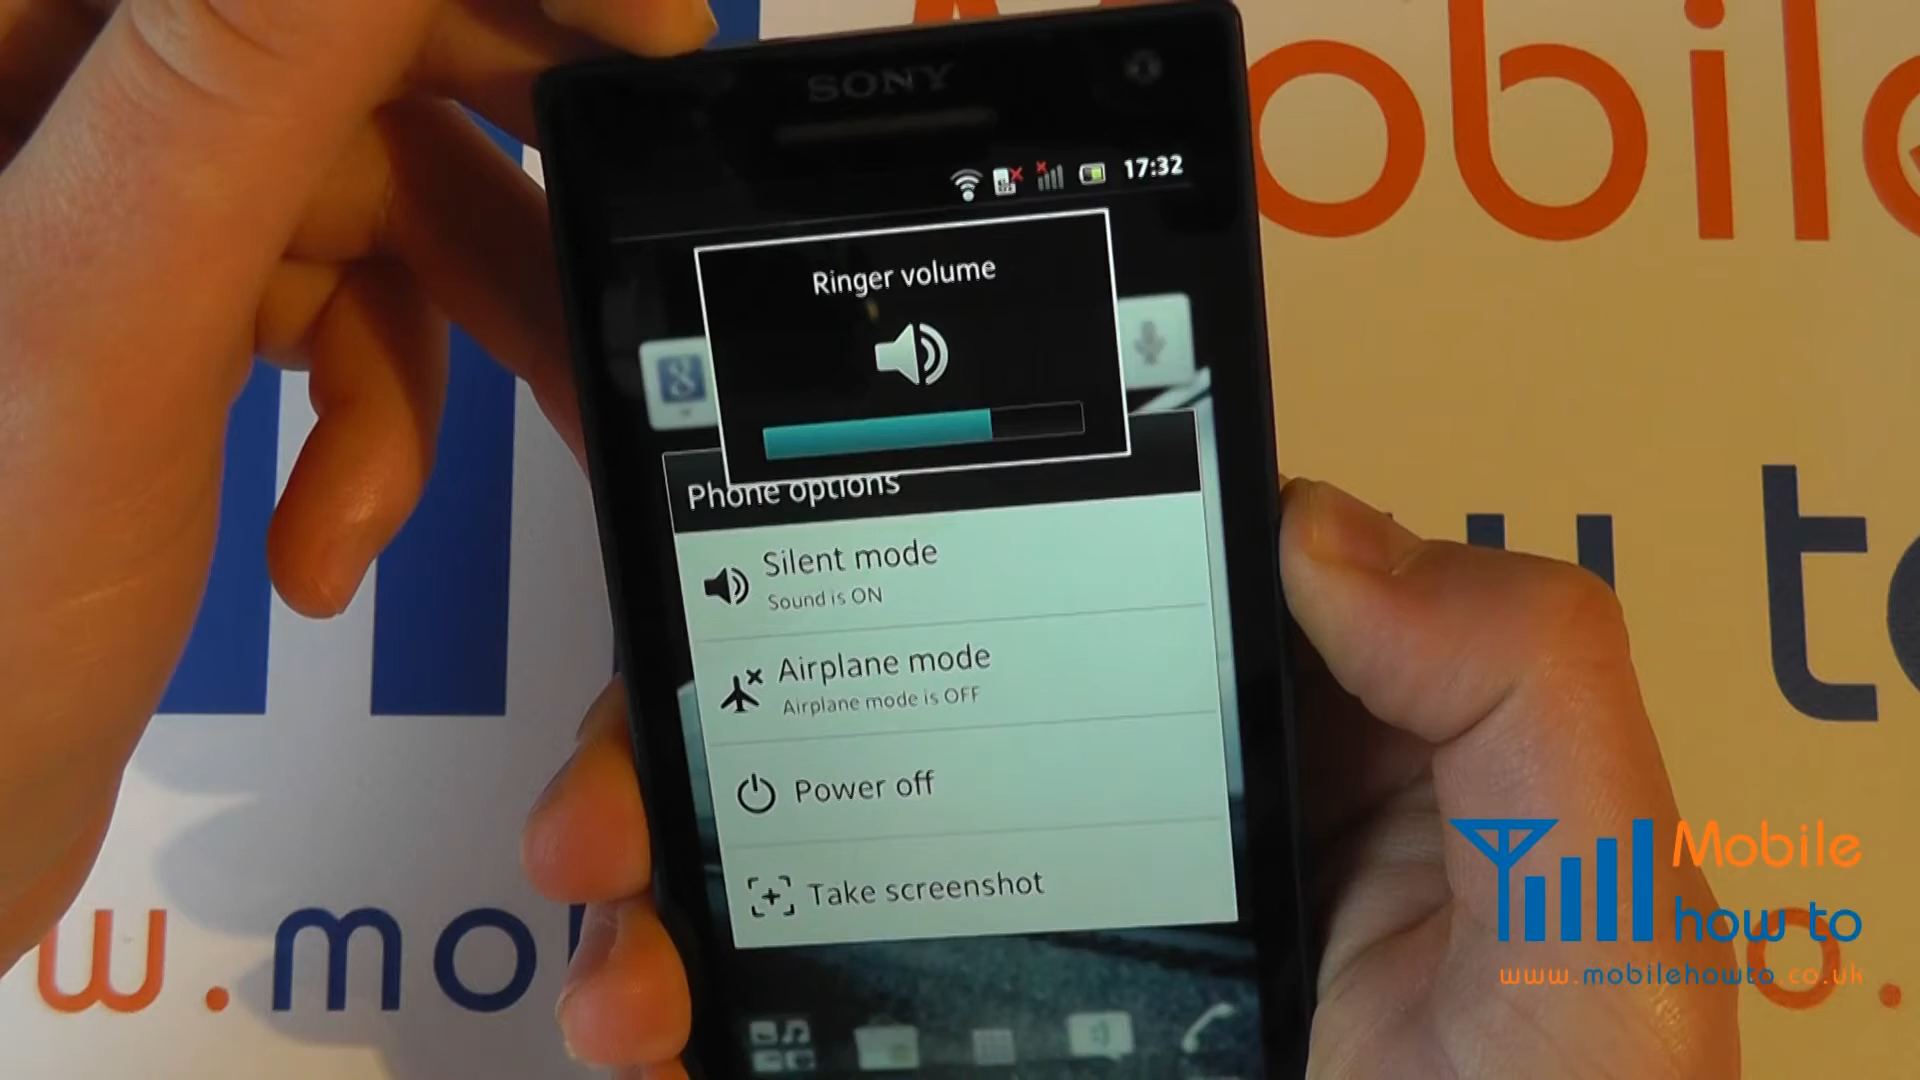 SONY
17:32
Ringer volume
Phone options
Silent mode
Sound is ON
Airplane mode
Airplane mode is OFF
Power off
Take screenshot
w.mo
Mobile
how to
www.mobilehowto.co.uk